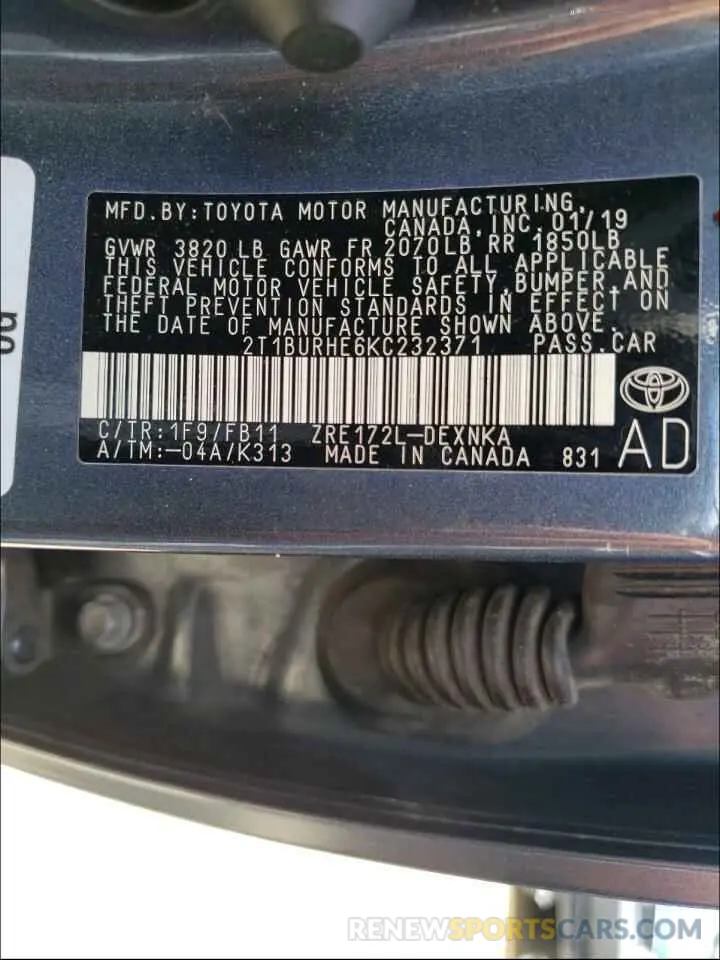 MFD.BY:TOYOTA MOTOR MANUFACTURING,
CANADA,INC. 01/19
GVWR 3820 LB GAWR FR 2070LB RR 1850LB
THIS VEHICLE CONFORMS TO ALL APPLICABLE
FEDERAL MOTOR VEHICLE SAFETY,BUMPER,AND
THEFT PREVENTION STANDARDS IN EFFECT ON
THE DATE OF MANUFACTURE SHOWN ABOVE.
2T1BURHE6KC232371 PASS.CAR
C/TR:1F9/FB11 ZRE172L-DEXNKA
A/TM:-04A/K313 MADE IN CANADA 831
AD
RENEWSPORTSCARS.COM